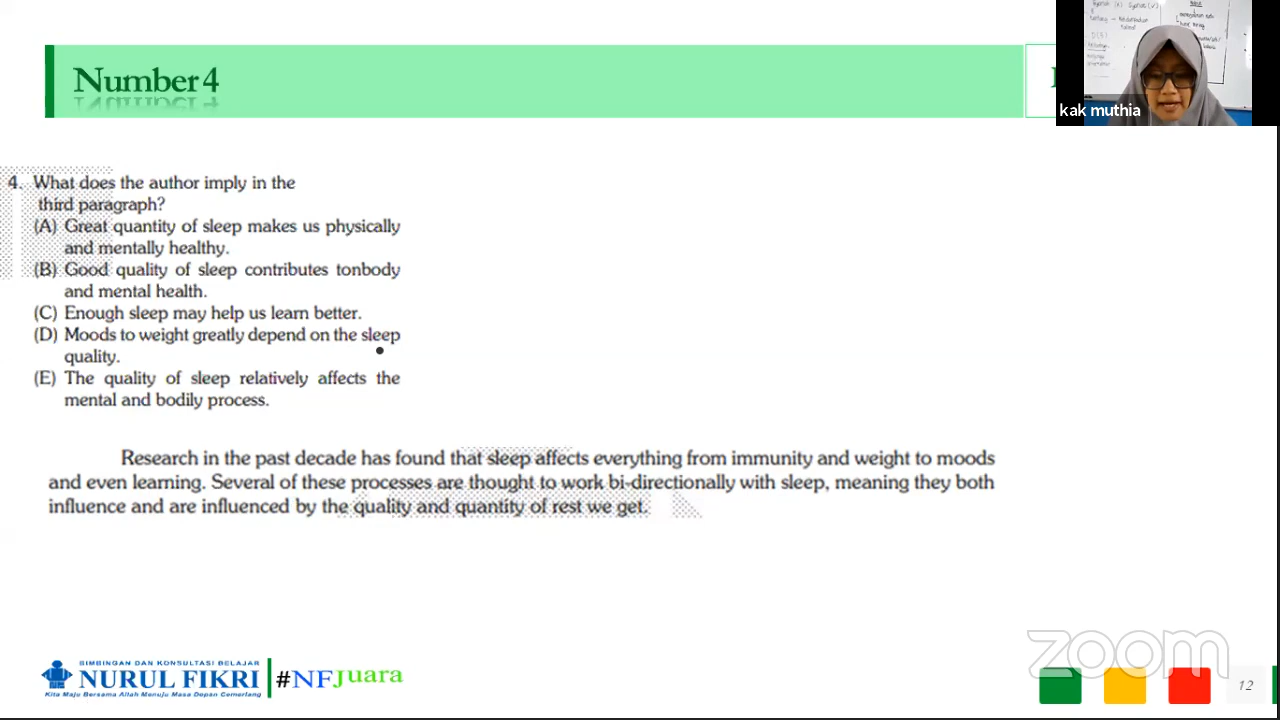 Number 4
4. What does the author imply in the
third paragraph?
(A) Great quantity of sleep makes us physically
and mentally healthy.
(B) Good quality of sleep contributes tonbody
and mental health.
(C) Enough sleep may help us learn better.
(D) Moods to weight greatly depend on the sleep
quality.
(E) The quality of sleep relatively affects the
mental and bodily process.
Research in the past decade has found that sleep affects everything from immunity and weight to moods
and even learning. Several of these processes are thought to work bi-directionally with sleep, meaning they both
influence and are influenced by the quality and quantity of rest we get.
kak muthia
BIMBINGAN DAN KONSULTASI BELAJAR
NURUL FIKRI
Kita Maju Bersama Allah Menuju Masa Depan Cemerlang
#NFJuara
zoom
12